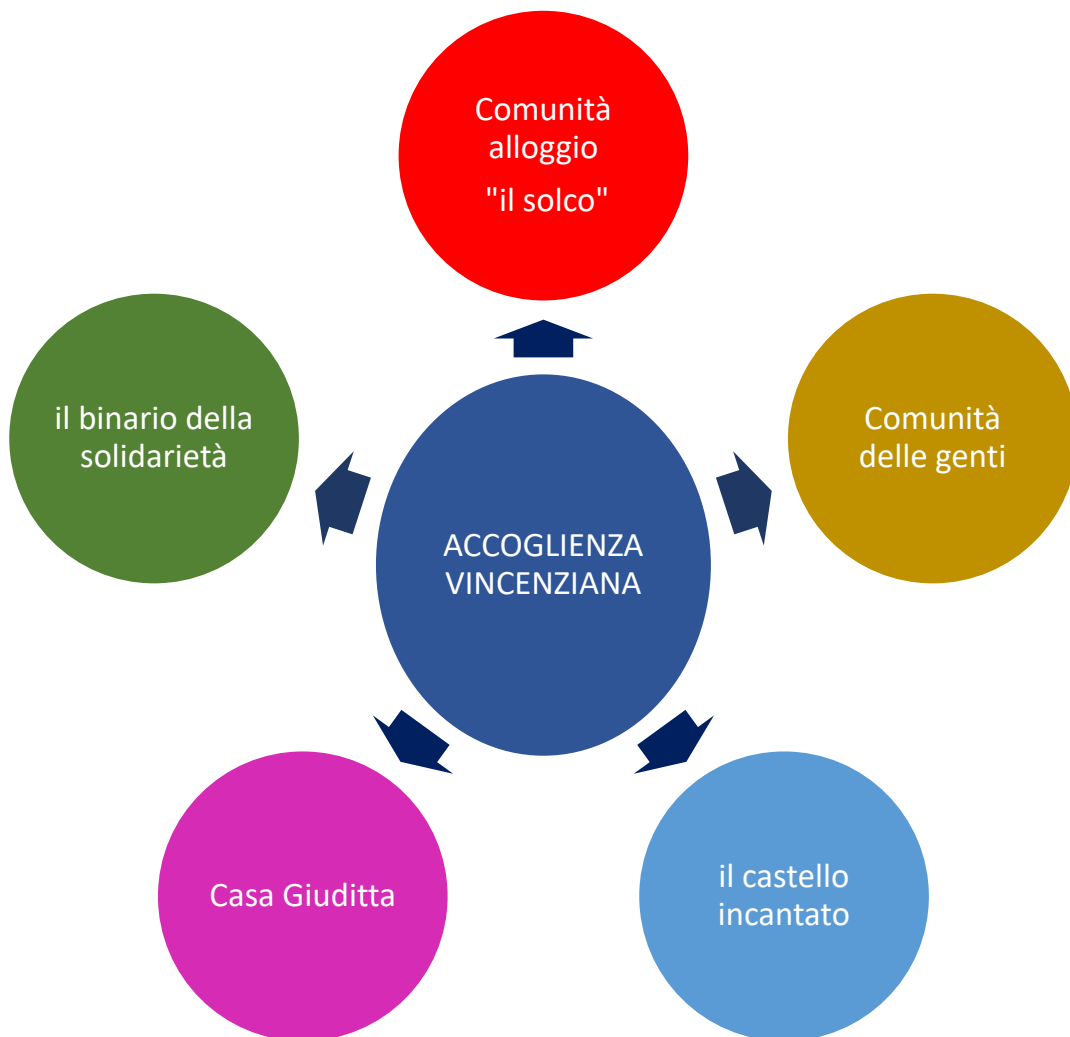 Comunità
alloggio
"il solco"
il binario della
solidarietà
Comunità
delle genti
ACCOGLIENZA
VINCENZIANA
Casa Giuditta
il castello
incantato